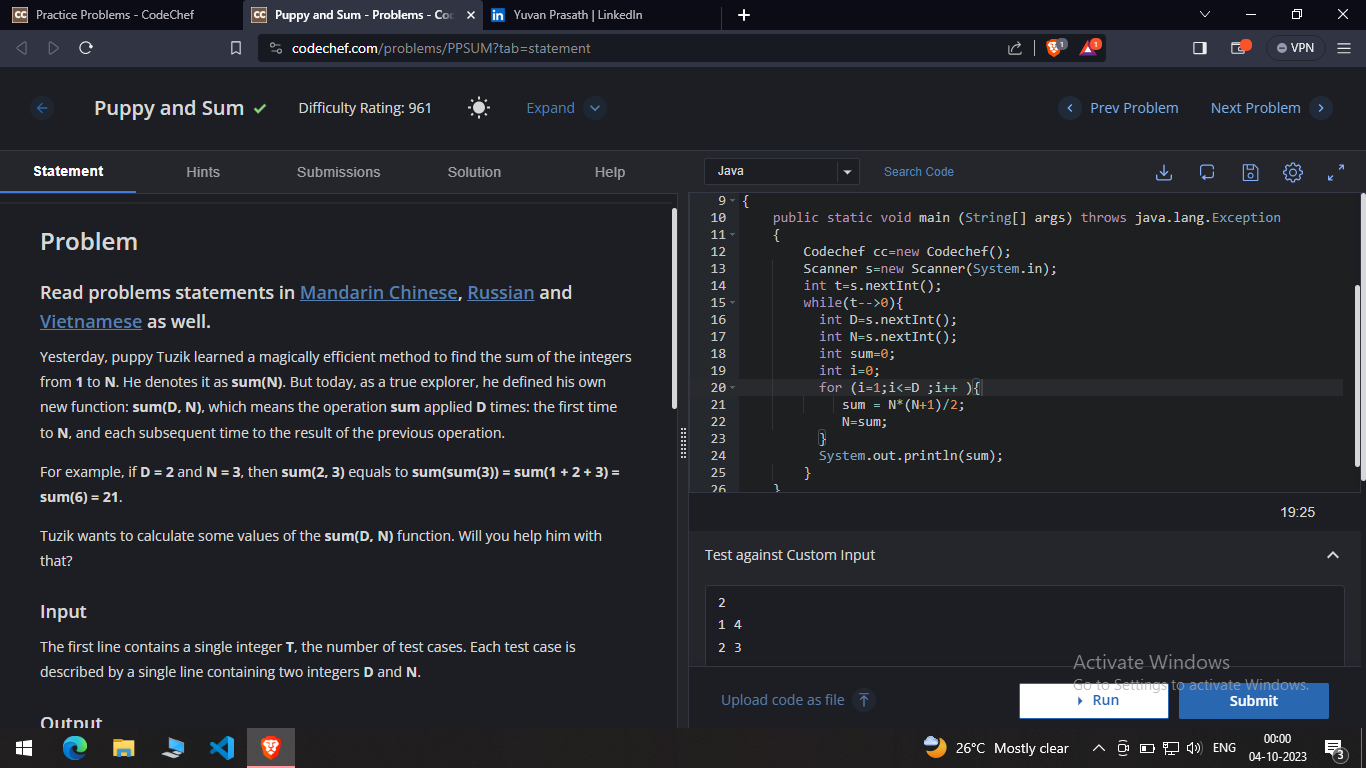 Practice Problems - CodeChef
Puppy and Sum - Problems - Co
Yuvan Prasath | LinkedIn
codechef.com/problems/PPSUM?tab=statement
1
1
VPN
Puppy and Sum
Difficulty Rating: 961
Expand
Prev Problem
Next Problem
Statement
Hints
Submissions
Solution
Help
Problem
Read problems statements in Mandarin Chinese, Russian and
Vietnamese as well.
Yesterday, puppy Tuzik learned a magically efficient method to find the sum of the integers
from 1 to N. He denotes it as sum(N). But today, as a true explorer, he defined his own
new function: sum(D, N), which means the operation sum applied D times: the first time
to N, and each subsequent time to the result of the previous operation.
For example, if D = 2 and N = 3, then sum(2, 3) equals to sum(sum(3)) = sum(1 + 2 + 3) =
sum(6) = 21.
Tuzik wants to calculate some values of the sum(D, N) function. Will you help him with
that?
Input
The first line contains a single integer T, the number of test cases. Each test case is
described by a single line containing two integers D and N.
Output
Java
Search Code
9 {
10 public static void main (String[] args) throws java.lang.Exception
11 {
12 Codechef cc=new Codechef();
13 Scanner s=new Scanner(System.in);
14 int t=s.nextInt();
15 while(t-->0){
16 int D=s.nextInt();
17 int N=s.nextInt();
18 int sum=0;
19 int i=0;
20 for (i=1;i<=D ;i++ ){
21 sum = N*(N+1)/2;
22 N=sum;
23 }
24 System.out.println(sum);
25 }
26 }
19:25
Test against Custom Input
2
1 4
2 3
Activate Windows
Go to Settings to activate Windows.
Upload code as file
Run
Submit
26°C Mostly clear
ENG
00:00
04-10-2023
3